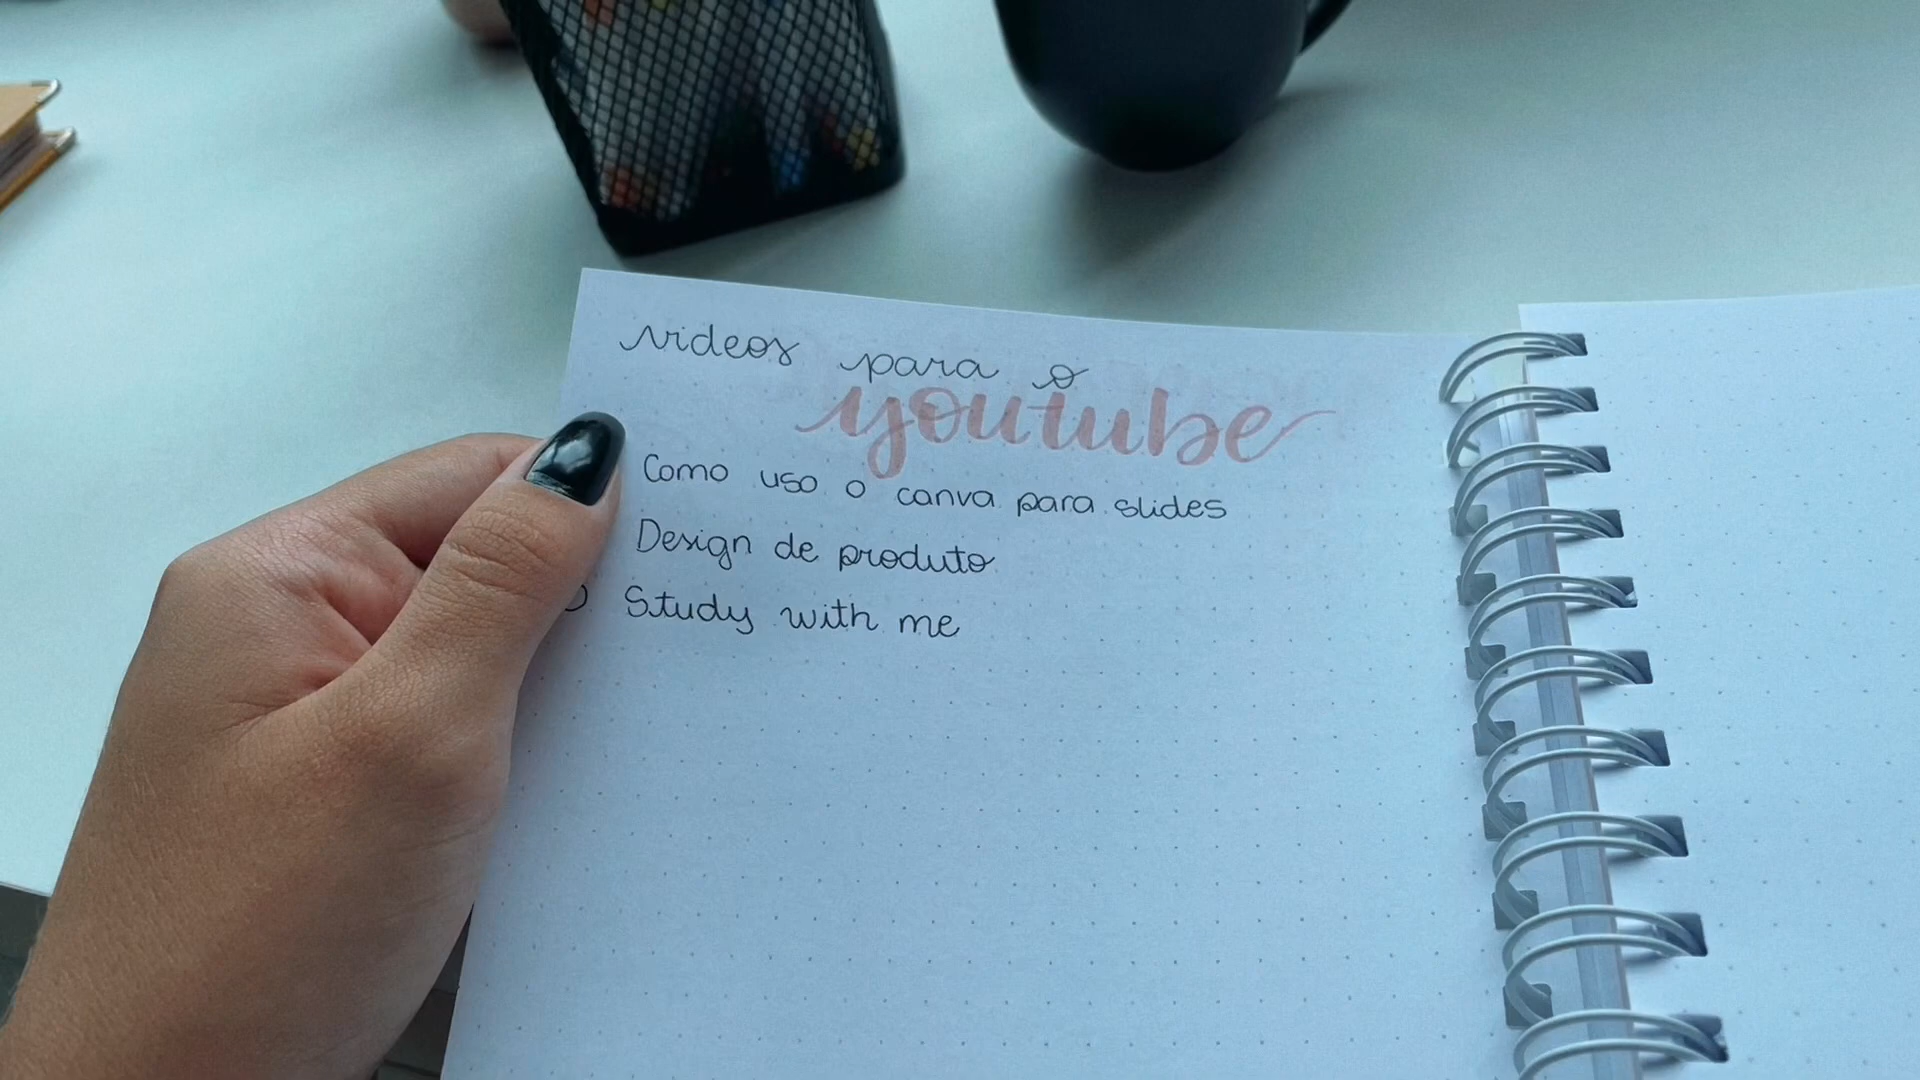 videos para o
youtube
Como uso o canva para slides
Design de produto
Study with me